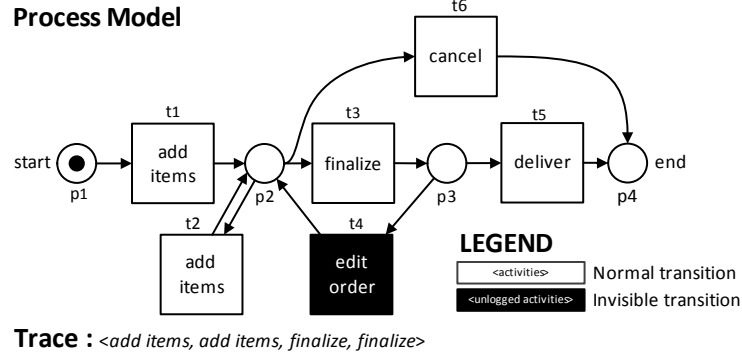 Process Model
t6
cancel
t1
t3
t5
start
add
items
finalize
deliver
end
p1
p2
p3
p4
t2
t4
add
items
edit
order
LEGEND
<activities> Normal transition
<unlogged activities> Invisible transition
Trace : <add items, add items, finalize, finalize>